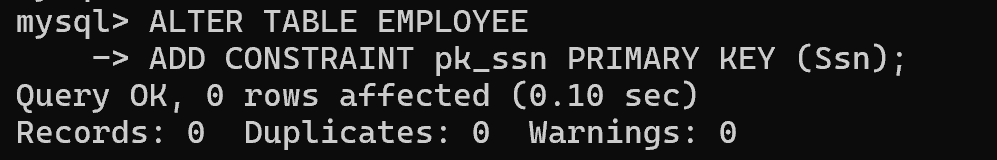 mysql> ALTER TABLE EMPLOYEE
    -> ADD CONSTRAINT pk_ssn PRIMARY KEY (Ssn);
Query OK, 0 rows affected (0.10 sec)
Records: 0  Duplicates: 0  Warnings: 0